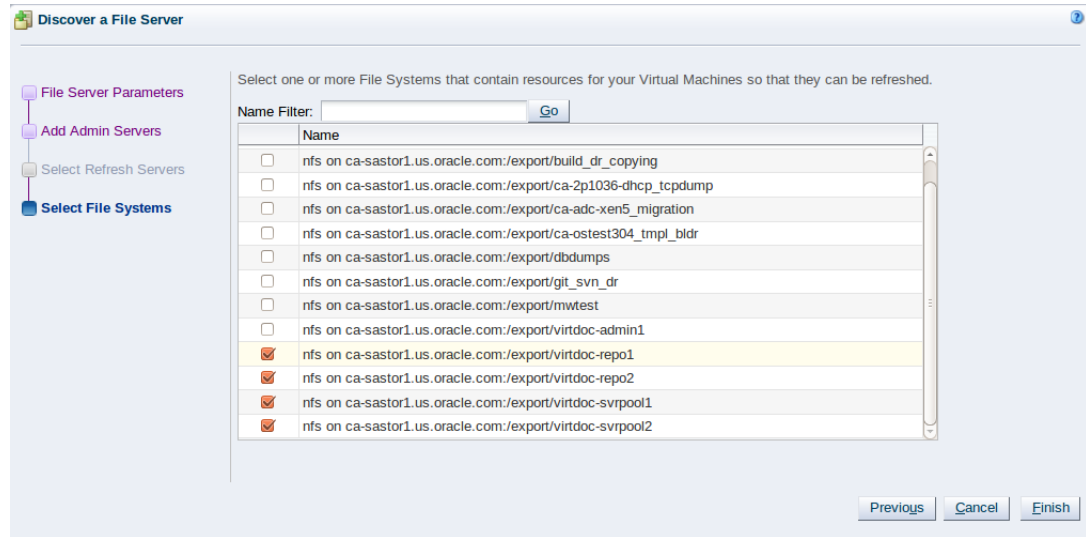 Discover a File Server
File Server Parameters
Add Admin Servers
Select Refresh Servers
Select File Systems
Select one or more File Systems that contain resources for your Virtual Machines so that they can be refreshed.
Name Filter: Go
Name
nfs on ca-sastor1.us.oracle.com:/export/build_dr_copying
nfs on ca-sastor1.us.oracle.com:/export/ca-2p1036-dhcp_tcpdump
nfs on ca-sastor1.us.oracle.com:/export/ca-adc-xen5_migration
nfs on ca-sastor1.us.oracle.com:/export/ca-ostest304_tmpl_bldr
nfs on ca-sastor1.us.oracle.com:/export/dbdumps
nfs on ca-sastor1.us.oracle.com:/export/git_svn_dr
nfs on ca-sastor1.us.oracle.com:/export/mwtest
nfs on ca-sastor1.us.oracle.com:/export/virtdoc-admin1
nfs on ca-sastor1.us.oracle.com:/export/virtdoc-repo1
nfs on ca-sastor1.us.oracle.com:/export/virtdoc-repo2
nfs on ca-sastor1.us.oracle.com:/export/virtdoc-svrpool1
nfs on ca-sastor1.us.oracle.com:/export/virtdoc-svrpool2
Previous Cancel Finish